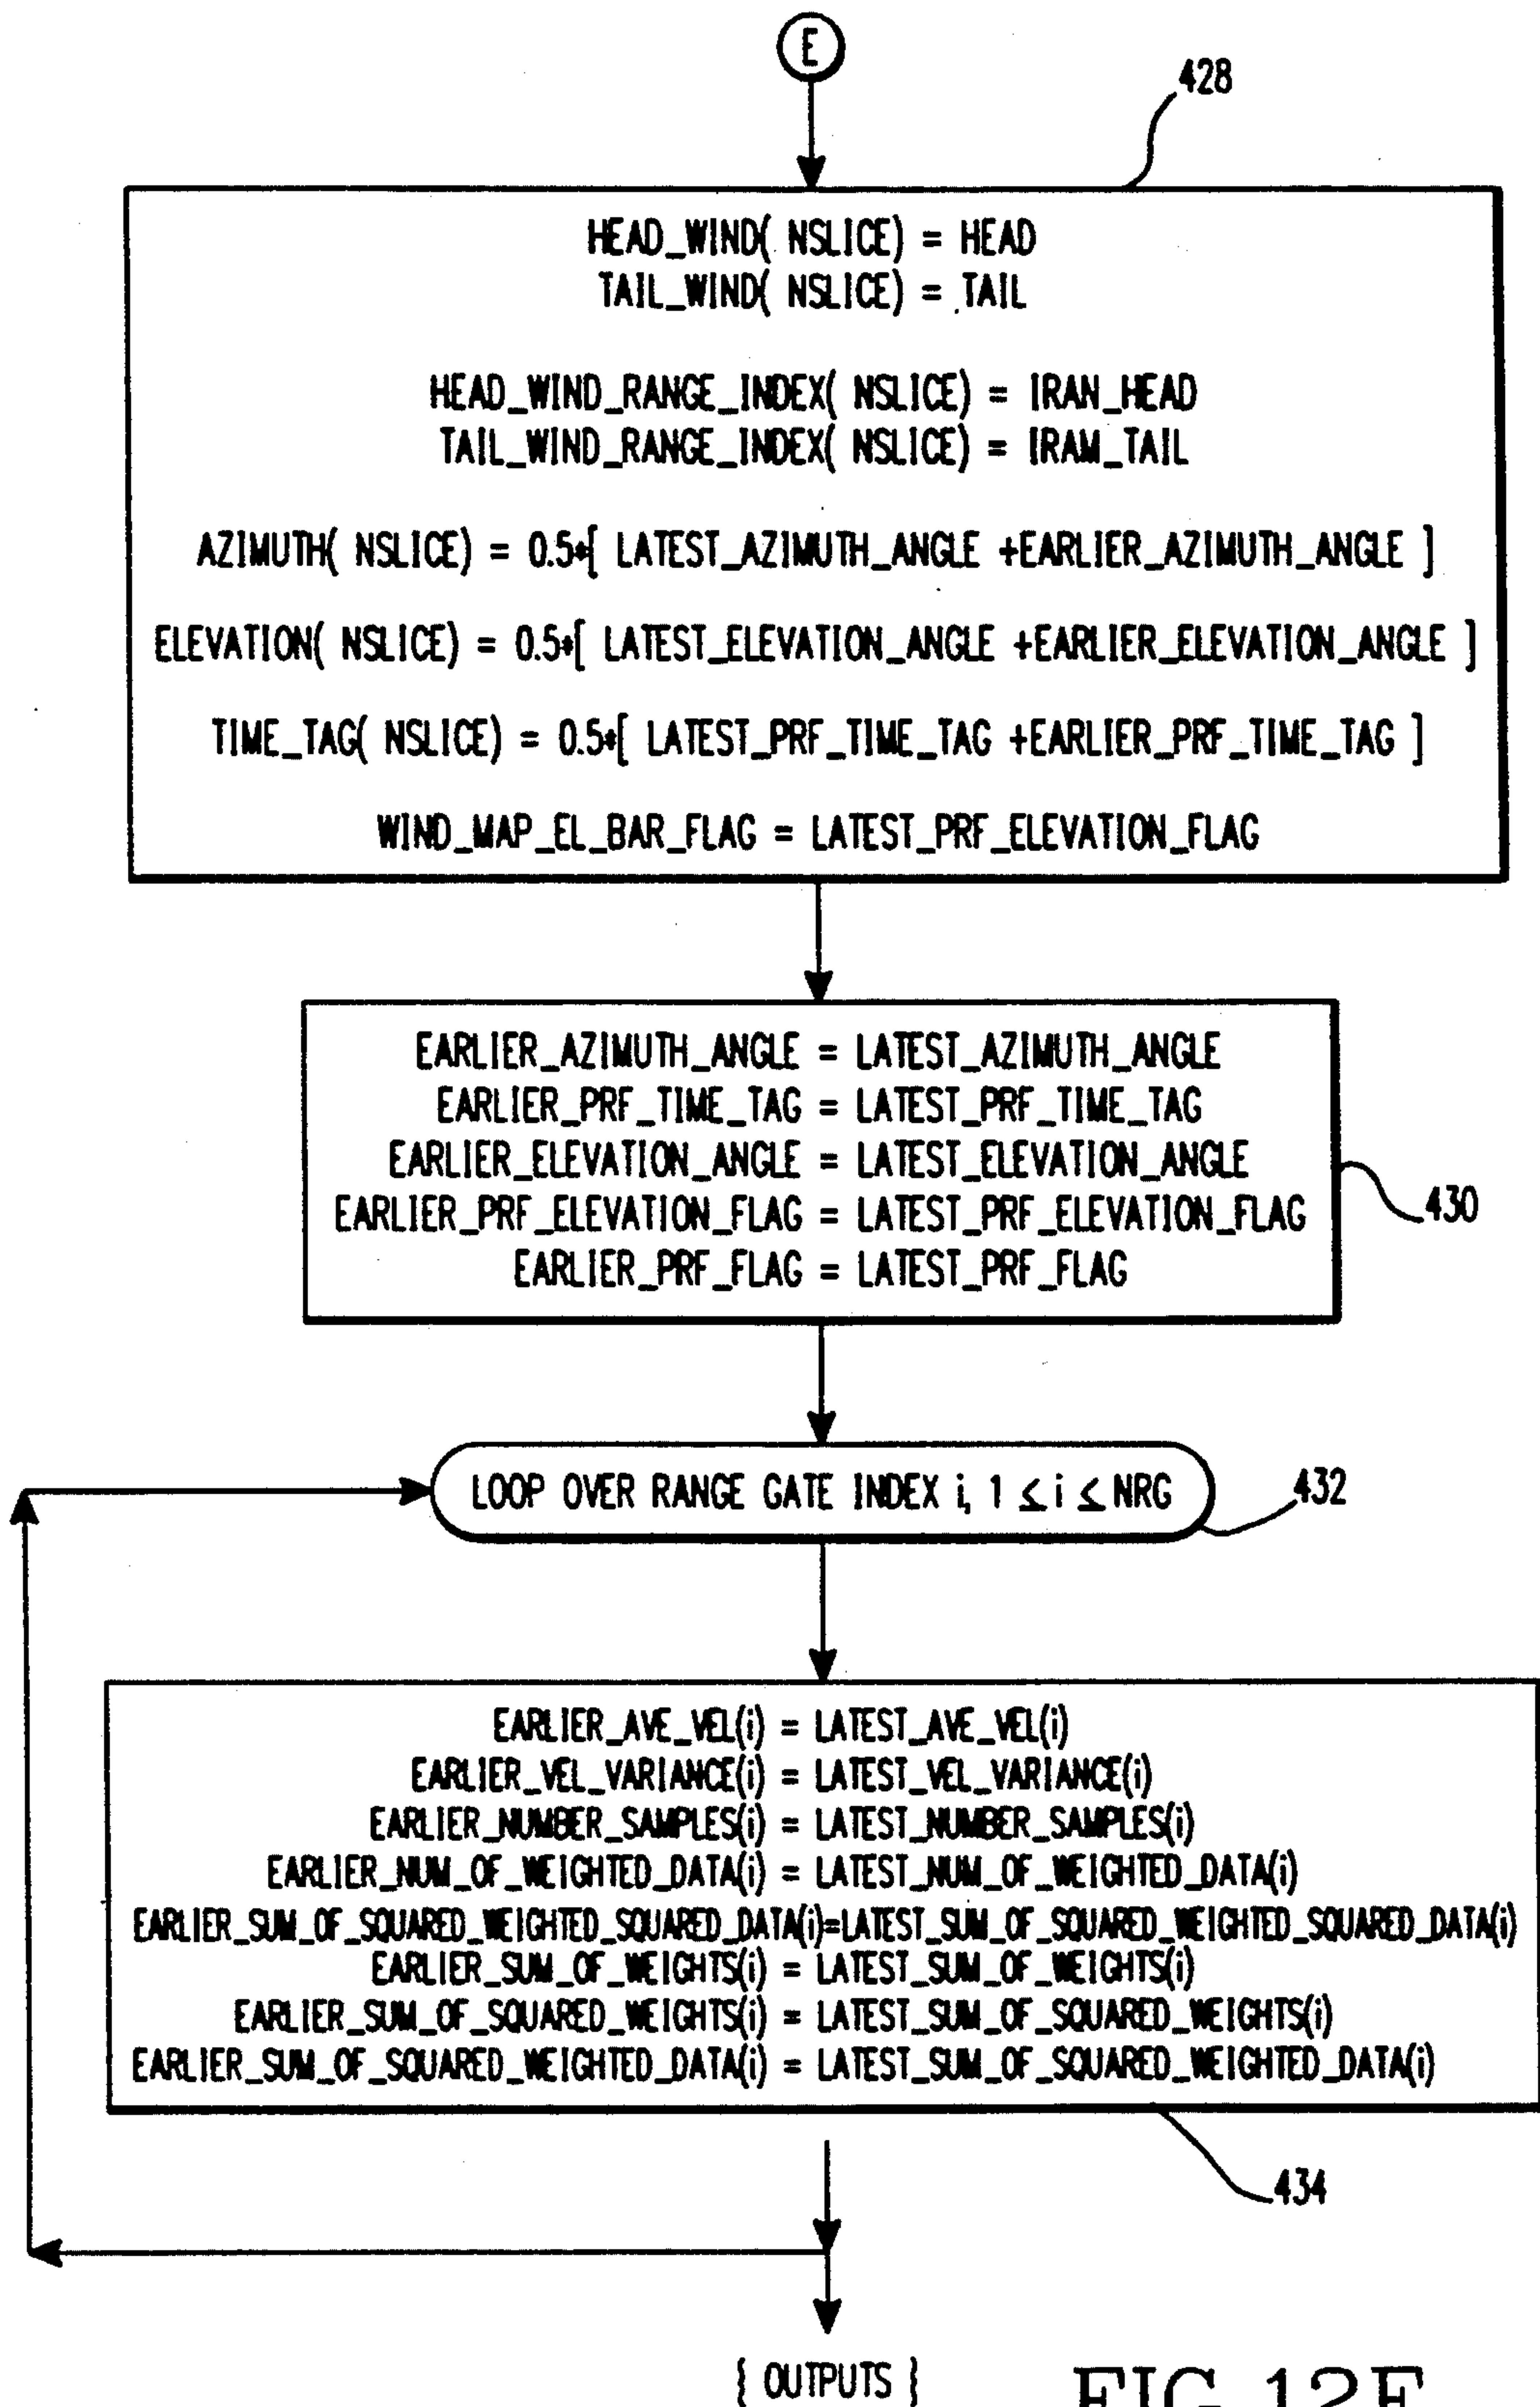 E
428
HEAD_WIND( NSLICE) = HEAD
TAIL_WIND( NSLICE) = TAIL
HEAD_WIND_RANGE_INDEX( NSLICE) = IRAN_HEAD
TAIL_WIND_RANGE_INDEX( NSLICE) = IRAM_TAIL
AZIMUTH( NSLICE) = 0.5*[ LATEST_AZIMUTH_ANGLE +EARLIER_AZIMUTH_ANGLE ]
ELEVATION( NSLICE) = 0.5*[ LATEST_ELEVATION_ANGLE +EARLIER_ELEVATION_ANGLE ]
TIME_TAG( NSLICE) = 0.5*[ LATEST_PRF_TIME_TAG +EARLIER_PRF_TIME_TAG ]
WIND_MAP_EL_BAR_FLAG = LATEST_PRF_ELEVATION_FLAG
EARLIER_AZIMUTH_ANGLE = LATEST_AZIMUTH_ANGLE
EARLIER_PRF_TIME_TAG = LATEST_PRF_TIME_TAG
EARLIER_ELEVATION_ANGLE = LATEST_ELEVATION_ANGLE
EARLIER_PRF_ELEVATION_FLAG = LATEST_PRF_ELEVATION_FLAG
EARLIER_PRF_FLAG = LATEST_PRF_FLAG
430
LOOP OVER RANGE GATE INDEX i, 1 ≤ i ≤ NRG
432
EARLIER_AVE_VEL(i) = LATEST_AVE_VEL(i)
EARLIER_VEL_VARIANCE(i) = LATEST_VEL_VARIANCE(i)
EARLIER_NUMBER_SAMPLES(i) = LATEST_NUMBER_SAMPLES(i)
EARLIER_NUM_OF_WEIGHTED_DATA(i) = LATEST_NUM_OF_WEIGHTED_DATA(i)
EARLIER_SUM_OF_SQUARED_WEIGHTED_SQUARED_DATA(i)=LATEST_SUM_OF_SQUARED_WEIGHTED_SQUARED_DATA(i)
EARLIER_SUM_OF_WEIGHTS(i) = LATEST_SUM_OF_WEIGHTS(i)
EARLIER_SUM_OF_SQUARED_WEIGHTS(i) = LATEST_SUM_OF_SQUARED_WEIGHTS(i)
EARLIER_SUM_OF_SQUARED_WEIGHTED_DATA(i) = LATEST_SUM_OF_SQUARED_WEIGHTED_DATA(i)
434
{ OUTPUTS }
FIG. 12F